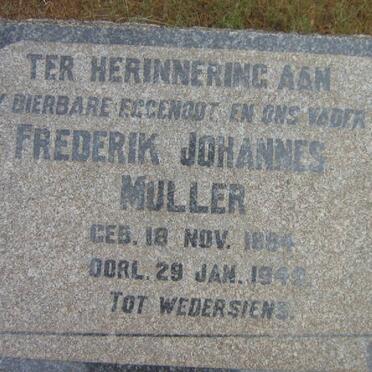 TER HERINNERING AAN
DIERBARE EGGENOOT EN ONS VADER
FREDERIK JOHANNES
MULLER
GEB. 18 NOV. 1884
OORL. 29 JAN.
TOT WEDERSIENS.